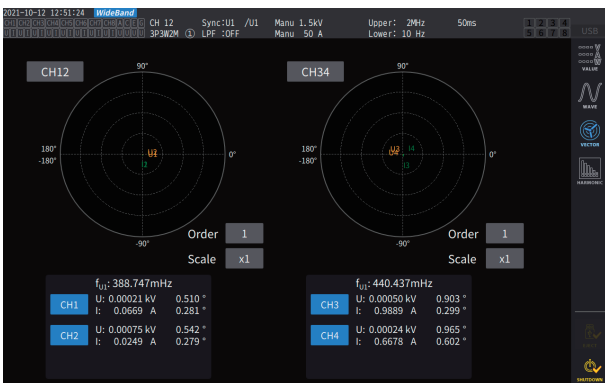 2021-10-12 12:51:24 WideBand
CH 12 Sync:U1 /U1 Manu 1.5kV Upper: 2MHz 50ms
3P3W2M ① LPF :OFF Manu 50 A Lower: 10 Hz
1 2 3 4
5 6 7 8
USB
VALUE
WAVE
VECTOR
HARMONIC
CH12
90°
180°
-180°
0°
-90°
Order 1
Scale x1
CH34
90°
180°
-180°
U3 I4
U4
I3
0°
-90°
Order 1
Scale x1
fU1: 388.747mHz
CH1 U: 0.00021 kV 0.510 °
I: 0.0669 A 0.281 °
CH2 U: 0.00075 kV 0.542 °
I: 0.0249 A 0.279 °
fU1: 440.437mHz
CH3 U: 0.00050 kV 0.903 °
I: 0.9889 A 0.299 °
CH4 U: 0.00024 kV 0.965 °
I: 0.6678 A 0.602 °
SHUTDOWN